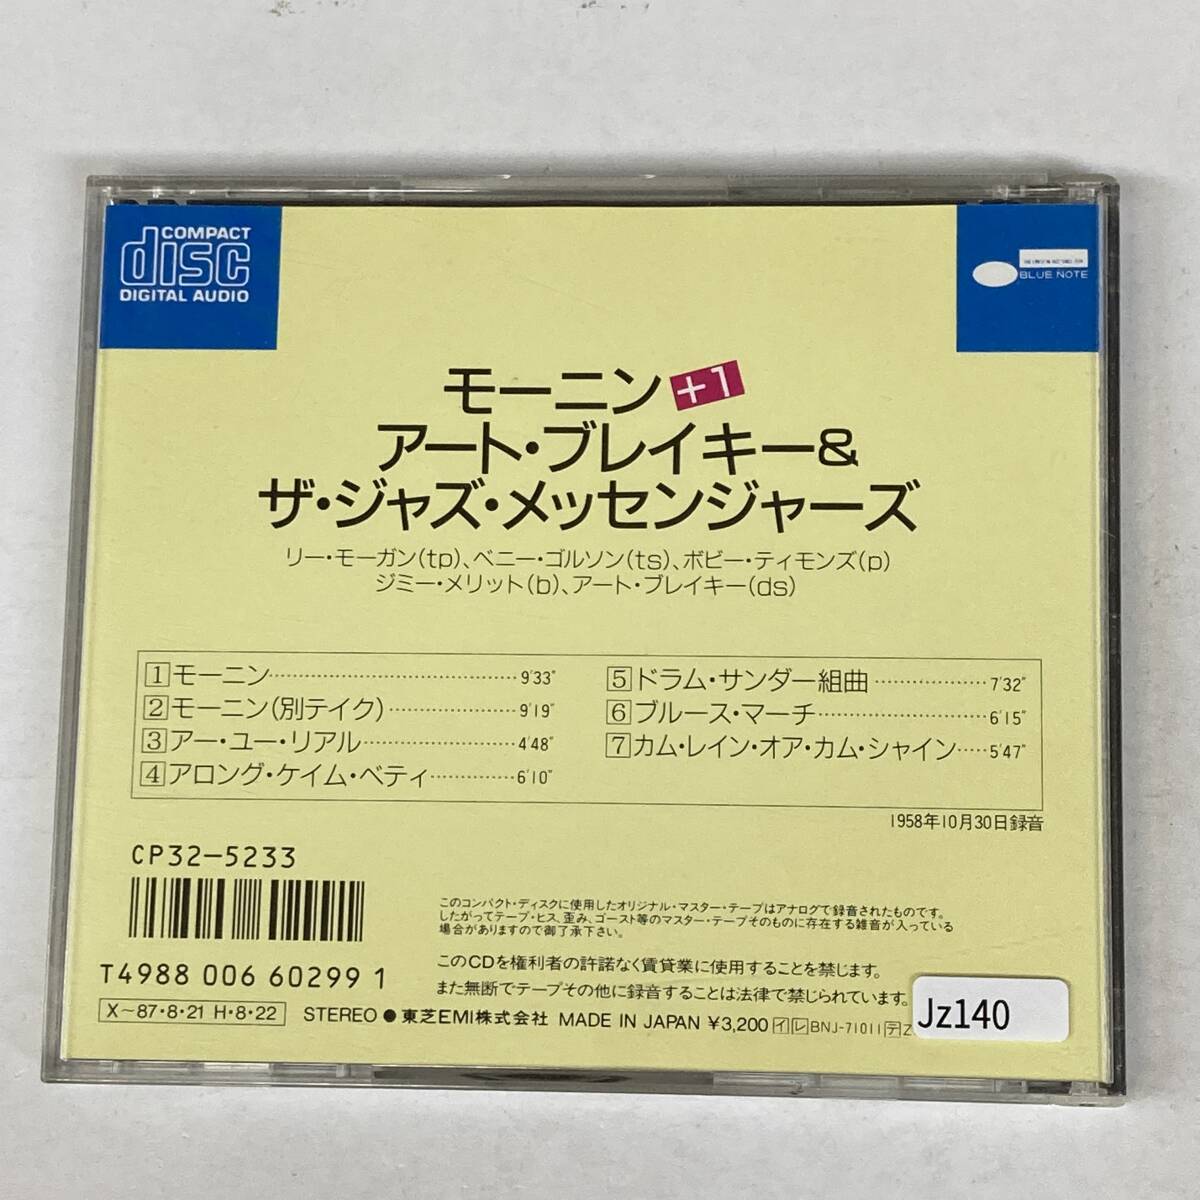 COMPACT
disc
DIGITAL AUDIO
BLUE NOTE
モーニン +1
アート・ブレイキー&
ザ・ジャズ・メッセンジャーズ
リー・モーガン(tp)、ベニー・ゴルソン(ts)、ボビー・ティモンズ(p)
ジミー・メリット(b)、アート・ブレイキー(ds)
1 モーニン…………………………………… 9'33"
2 モーニン(別テイク)………………… 9'19"
3 アー・ユー・リアル…………………… 4'48"
4 アロング・ケイム・ベティ………… 6'10"
5 ドラム・サンダー組曲……………… 7'32"
6 ブルース・マーチ……………………… 6'15"
7 カム・レイン・オア・カム・シャイン…… 5'47"
1958年10月30日録音
CP32-5233
このコンパクト・ディスクに使用したオリジナル・マスター・テープはアナログで録音されたものです。
したがってテープ・ヒス、歪み、ゴースト等のマスター・テープそのものに存在する雑音が入っている
場合がありますので御了承下さい。
T4988 006 60299 1
このCDを権利者の許諾なく賃貸業に使用することを禁じます。
また無断でテープその他に録音することは法律で禁じられています。
X〜87・8・21 H・8・22 STEREO ● 東芝EMI株式会社 MADE IN JAPAN ¥3,200 イ レ BNJ-71011 テ Z
Jz140